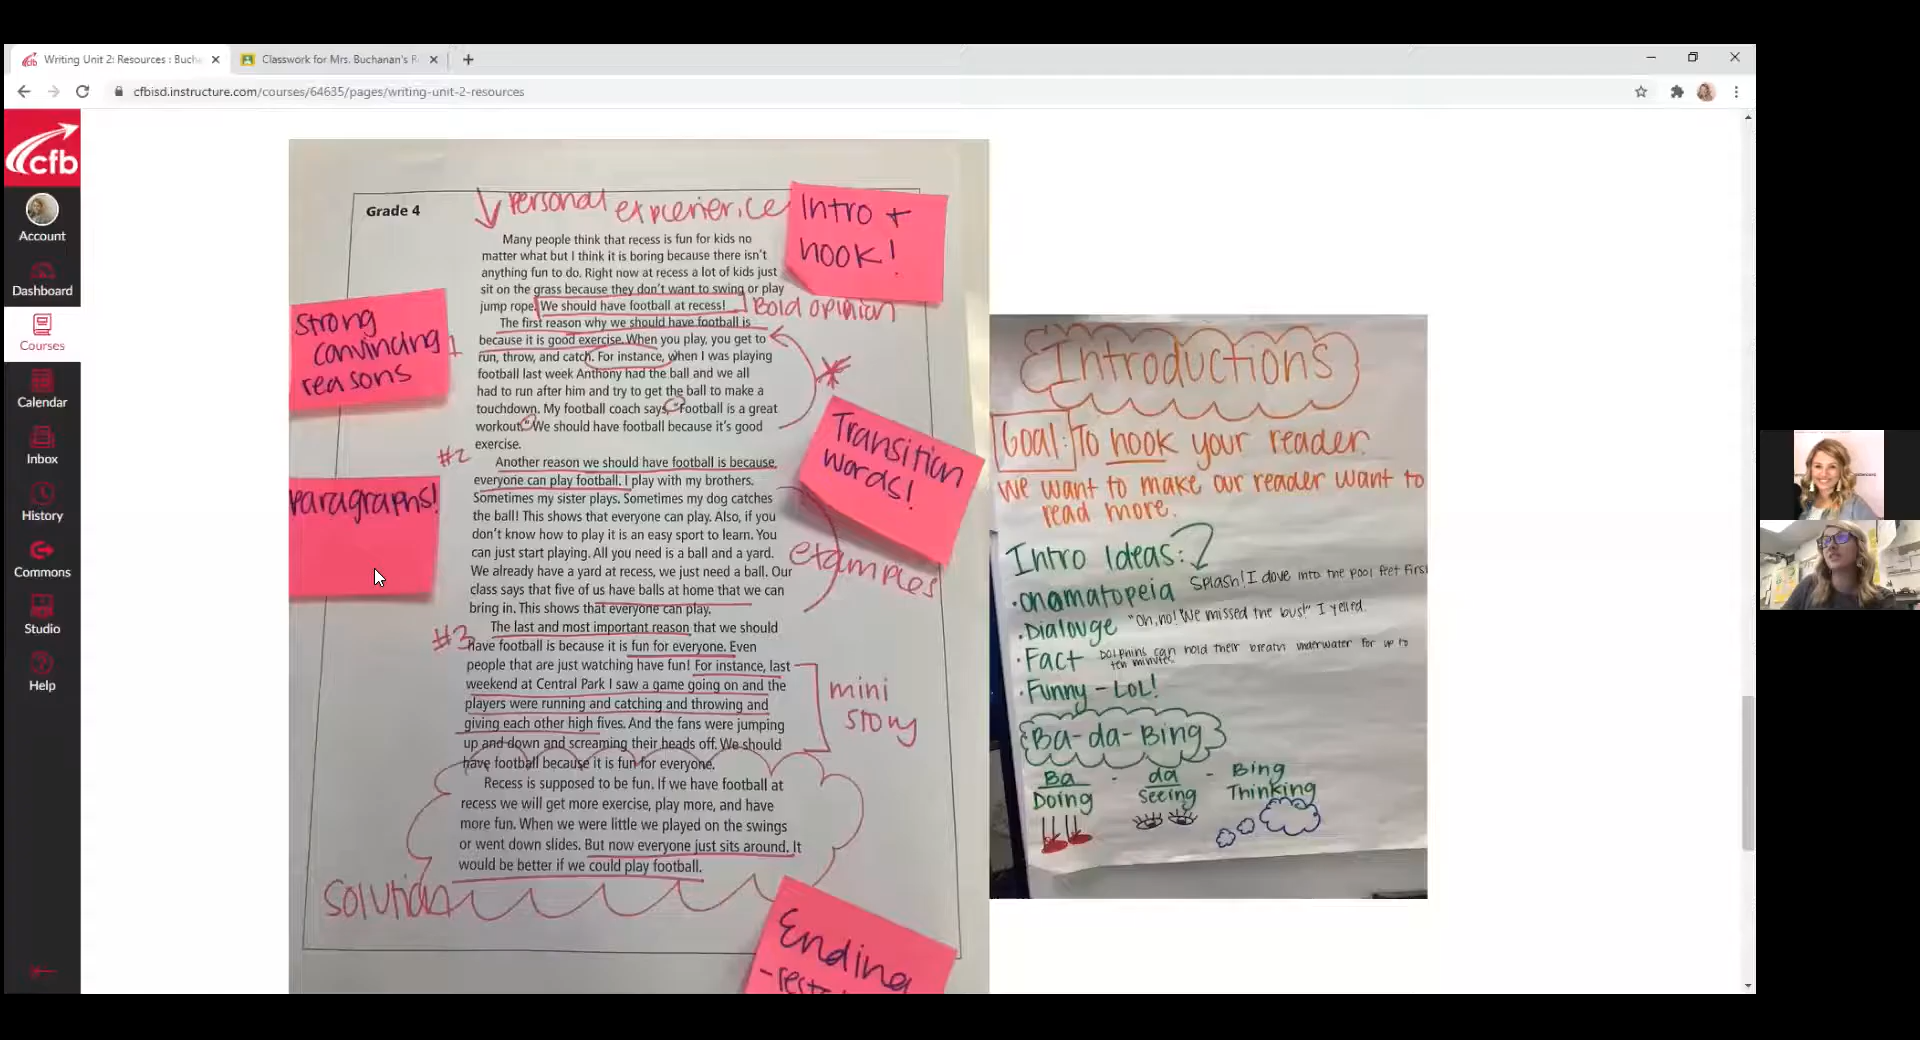 Writing Unit 2: Resources : Buch
Classwork for Mrs. Buchanan's R
cfbisd.instructure.com/courses/64635/pages/writing-unit-2-resources
cfb
Account
Dashboard
Courses
Calendar
Inbox
History
Commons
Studio
Help
Grade 4
Personal experience
Intro +
hook!
Many people think that recess is fun for kids no
matter what but I think it is boring because there isn't
anything fun to do. Right now at recess a lot of kids just
sit on the grass because they don't want to swing or play
jump rope. We should have football at recess!
Bold opinion
The first reason why we should have football is
because it is good exercise. When you play, you get to
run, throw, and catch. For instance, when I was playing
football last week Anthony had the ball and we all
had to run after him and try to get the ball to make a
touchdown. My football coach says, "Football is a great
workout." We should have football because it's good
exercise.
Strong
convincing
reasons
1
Transition
words!
#2
Another reason we should have football is because
everyone can play football. I play with my brothers.
Sometimes my sister plays. Sometimes my dog catches
the ball! This shows that everyone can play. Also, if you
don't know how to play it is an easy sport to learn. You
can just start playing. All you need is a ball and a yard.
We already have a yard at recess, we just need a ball. Our
class says that five of us have balls at home that we can
bring in. This shows that everyone can play.
Paragraphs!
examples
#3
The last and most important reason that we should
have football is because it is fun for everyone. Even
people that are just watching have fun! For instance, last
weekend at Central Park I saw a game going on and the
players were running and catching and throwing and
giving each other high fives. And the fans were jumping
up and down and screaming their heads off. We should
have football because it is fun for everyone.
mini
story
Recess is supposed to be fun. If we have football at
recess we will get more exercise, play more, and have
more fun. When we were little we played on the swings
or went down slides. But now everyone just sits around. It
would be better if we could play football.
Solution
Ending
Introductions
Goal: To hook your reader.
We want to make our reader want to
read more.
Intro Ideas:
• Onamatopeia Splash! I dove into the pool feet first
• Dialouge "Oh, no! We missed the bus!" I yelled.
• Fact Dolphins can hold their breath underwater for up to
ten minutes
• Funny - LOL!
Ba-da-Bing
Ba - da - Bing
Doing Seeing Thinking